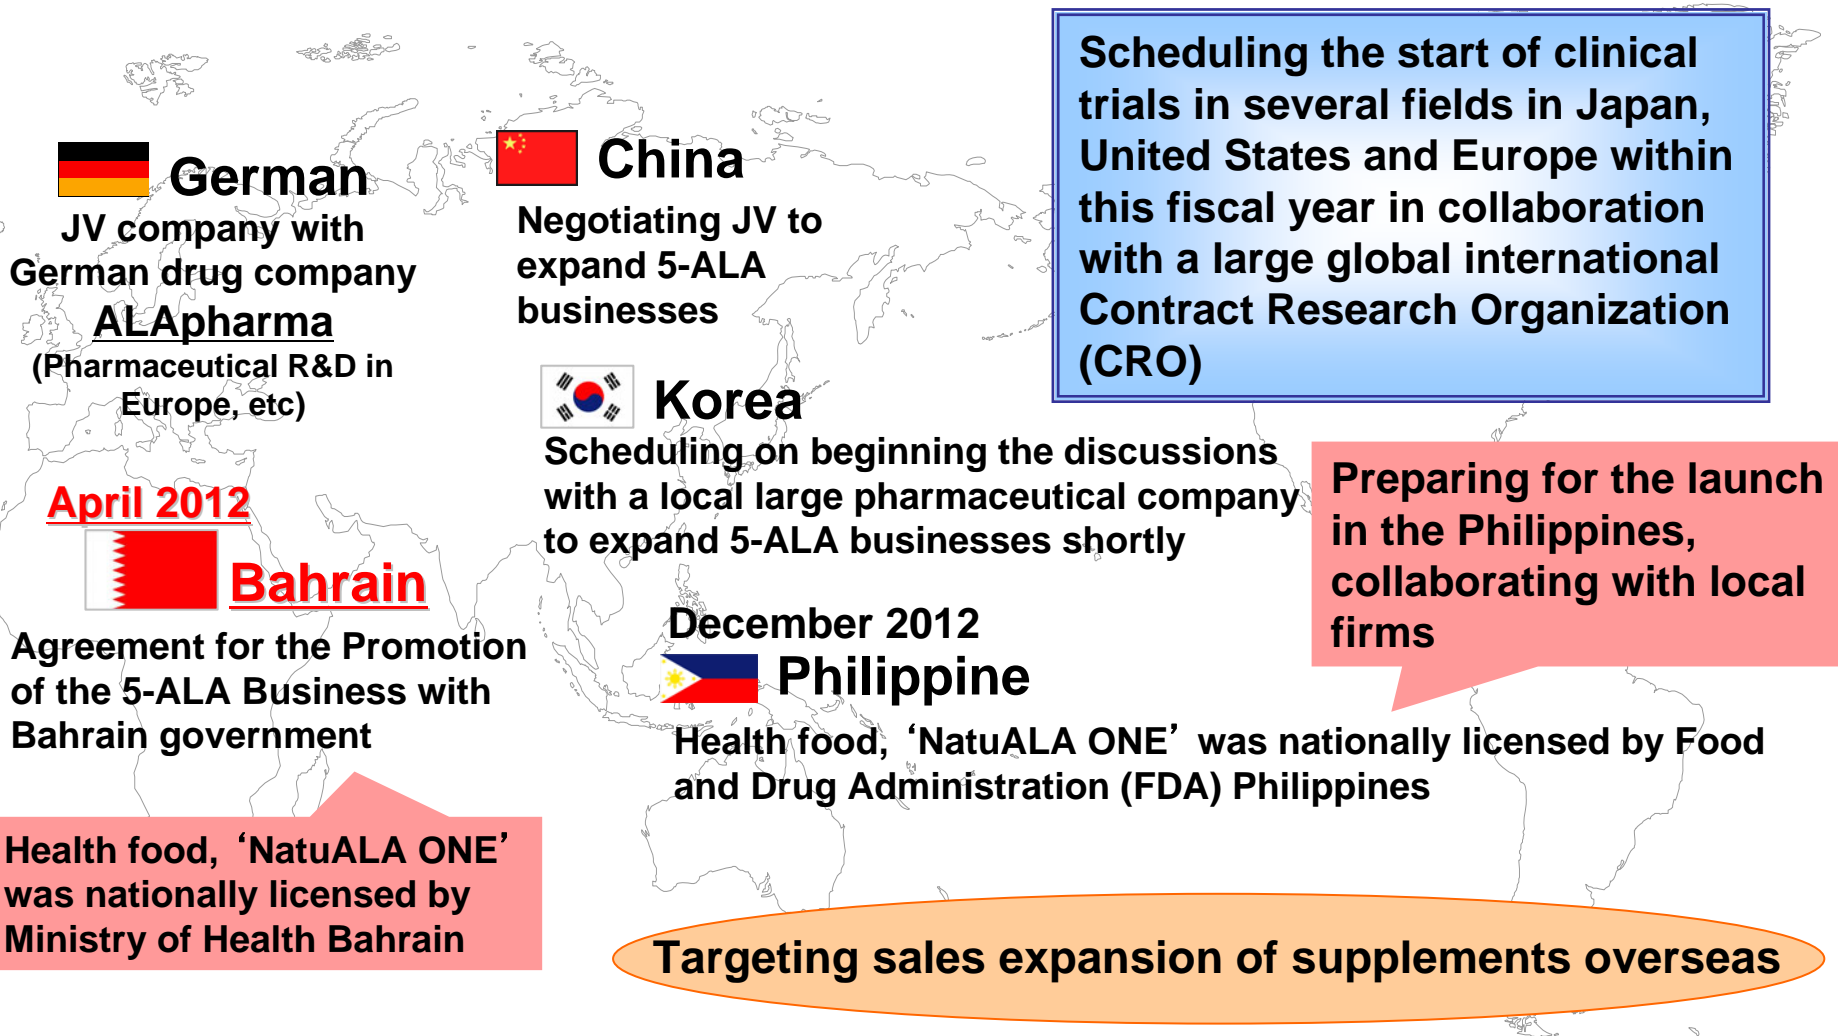 German
JV company with
German drug company
ALApharma
(Pharmaceutical R&D in
Europe, etc)
China
Negotiating JV to
expand 5-ALA
businesses
Scheduling the start of clinical
trials in several fields in Japan,
United States and Europe within
this fiscal year in collaboration
with a large global international
Contract Research Organization
(CRO)
Korea
Scheduling on beginning the discussions
with a local large pharmaceutical company
to expand 5-ALA businesses shortly
Preparing for the launch
in the Philippines,
collaborating with local
firms
April 2012
Bahrain
Agreement for the Promotion
of the 5-ALA Business with
Bahrain government
December 2012
Philippine
Health food, ‘NatuALA ONE’ was nationally licensed by Food
and Drug Administration (FDA) Philippines
Health food, ‘NatuALA ONE’
was nationally licensed by
Ministry of Health Bahrain
Targeting sales expansion of supplements overseas